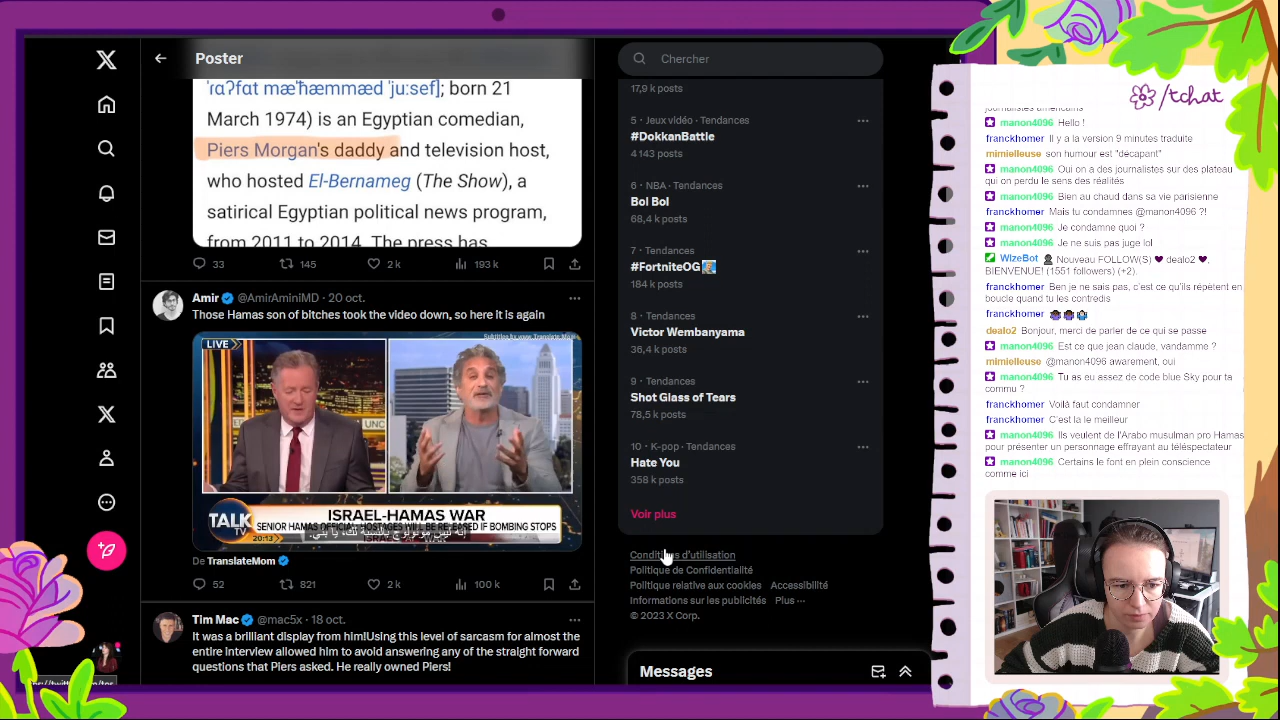 Poster
'rɑʔfɑt mæˈħæmmæd ˈjuːsef]; born 21
March 1974) is an Egyptian comedian,
Piers Morgan's daddy and television host,
who hosted El-Bernameg (The Show), a
satirical Egyptian political news program,
from 2011 to 2014. The press has
33 145 2 k 193 k
Amir @AmirAminiMD · 20 oct.
Those Hamas son of bitches took the video down, so here it is again
LIVE
Subtitles by your Translate Mom
UNC
TALK
20:13
ISRAEL-HAMAS WAR
SENIOR HAMAS OFFICIAL: HOSTAGES WILL BE RELEASED IF BOMBING STOPS
De TranslateMom
52 821 2 k 100 k
Tim Mac @mac5x · 18 oct.
It was a brilliant display from him!Using this level of sarcasm for almost the
entire interview allowed him to avoid answering any of the straight forward
questions that Piers asked. He really owned Piers!
Chercher
17,9 k posts
5 · Jeux vidéo · Tendances
#DokkanBattle
4 143 posts
6 · NBA · Tendances
Bol Bol
68,4 k posts
7 · Tendances
#FortniteOG
184 k posts
8 · Tendances
Victor Wembanyama
36,4 k posts
9 · Tendances
Shot Glass of Tears
78,5 k posts
10 · K-pop · Tendances
Hate You
358 k posts
Voir plus
Conditions d'utilisation
Politique de Confidentialité
Politique relative aux cookies Accessibilité
Informations sur les publicités Plus ···
© 2023 X Corp.
Messages
/tchat
journalistes américains
manon4096 Hello !
franckhomer Il y a la version 9 minutes traduite
mimielleuse son humour est "décapant"
manon4096 Oui on a des journalistes sur des plateau
qui on perdu le sens des réalités
manon4096 Bien au chaud dans sa vie parisienne
franckhomer Mais tu condamnes @manon4096 ?!
manon4096 Je condamne quoi ?
manon4096 Je ne suis pas juge lol
WizeBot Nouveau FOLLOW(S) dealo2
BIENVENUE! (1551 followers) (+2).
franckhomer Ben je ne sais pas, c'est ce qu'ils répètent en
boucle quand tu les contredis
franckhomer
dealo2 Bonjour, merci de parler de ce qui se passe
manon4096 Est ce que jean claude, vandamme ?
mimielleuse @manon4096 awarement, oui
manon4096 Tu as eu assez de code blue Sky pour ta
commu ?
franckhomer Voilà faut condamner
franckhomer C'est la le meilleur
manon4096 Ils veulent de l'Arabo musulman pro Hamas
pour présenter un personnage effrayant au téléspectateur
manon4096 Certains le font en plein conscience
comme ici